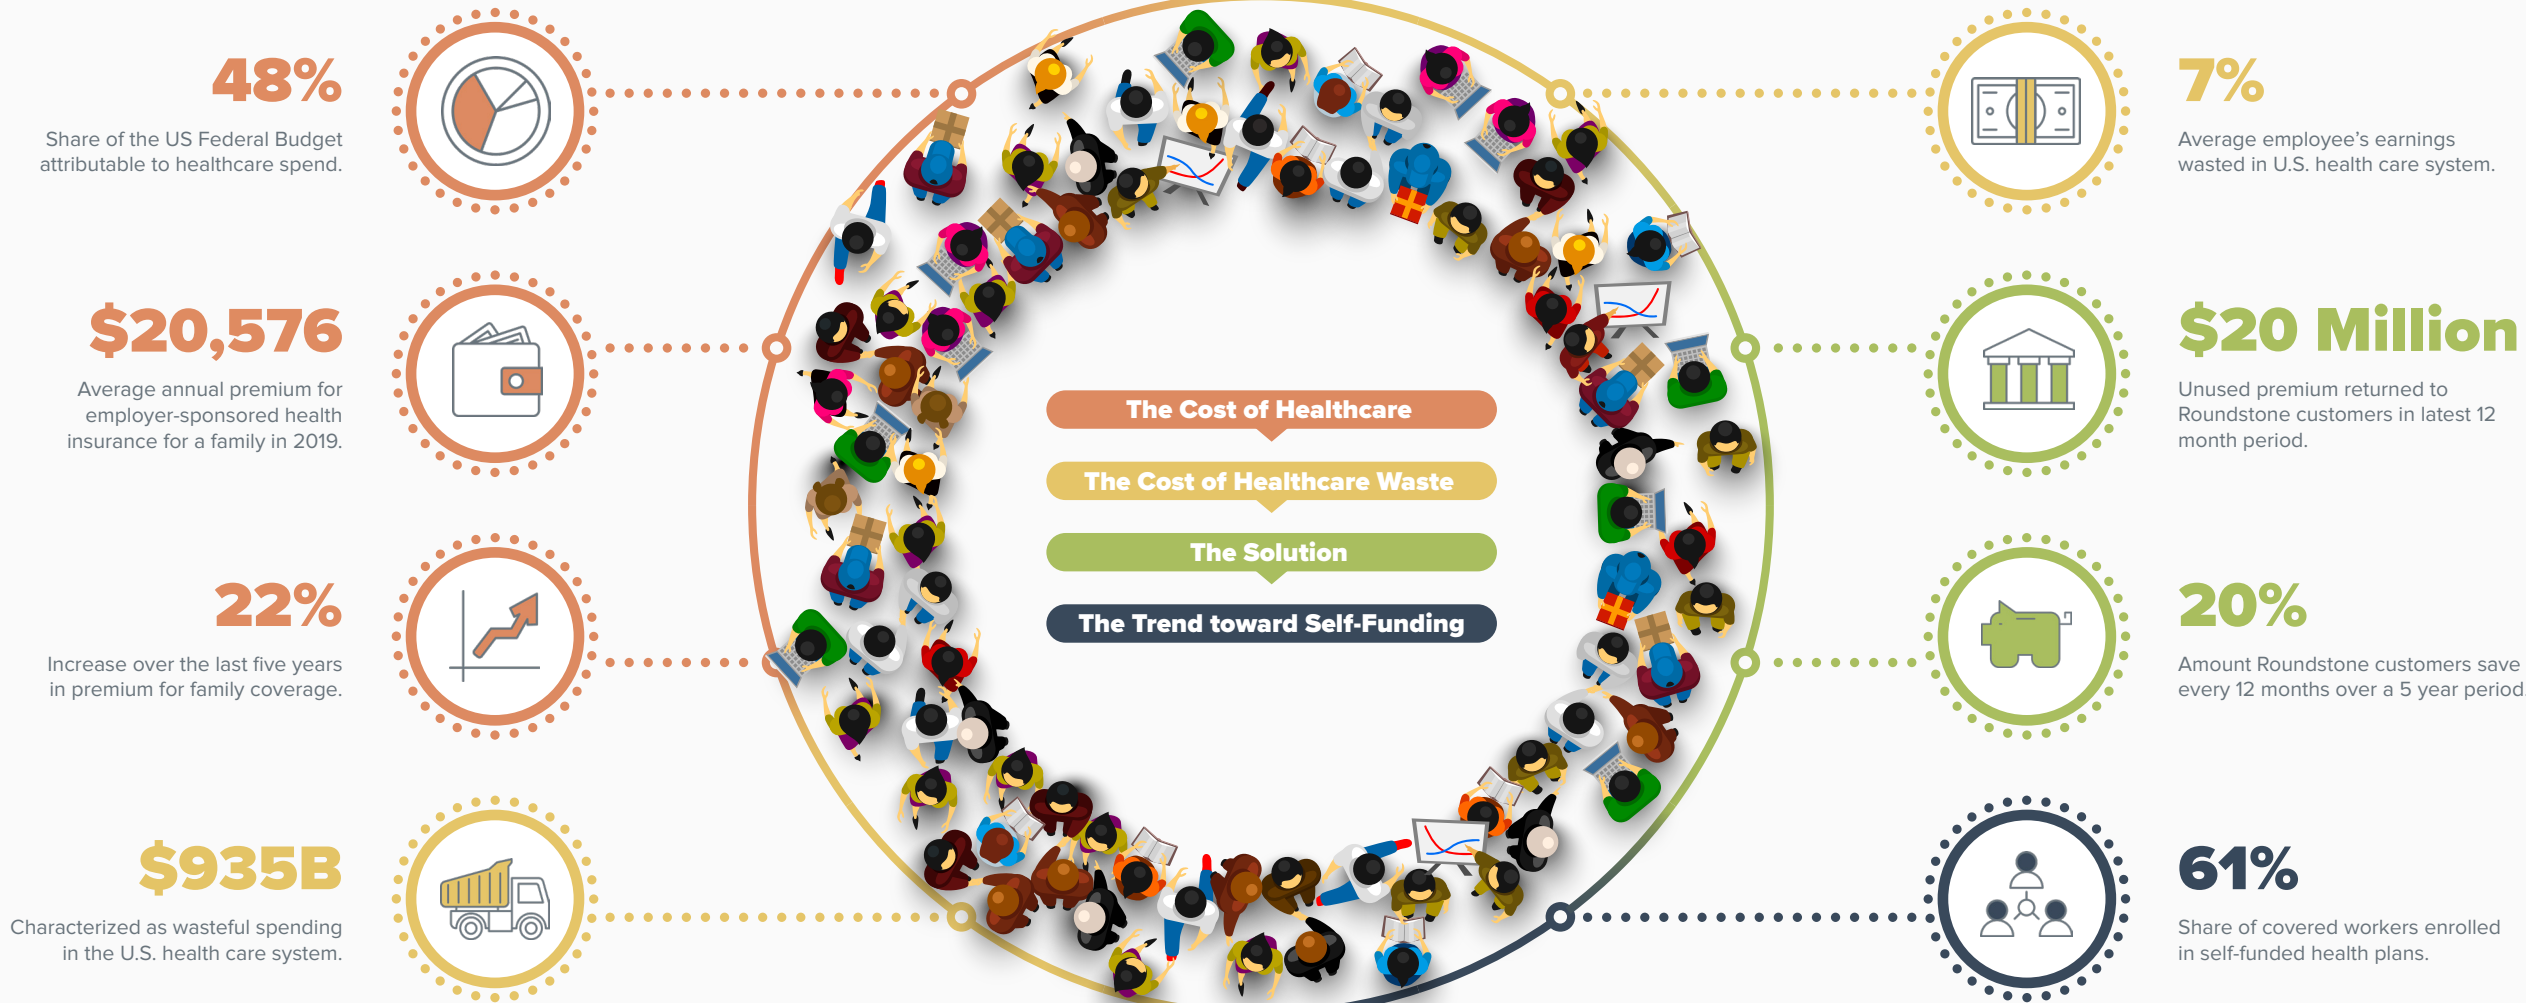 48%
Share of the US Federal Budget
attributable to healthcare spend.
$20,576
Average annual premium for
employer-sponsored health
insurance for a family in 2019.
22%
Increase over the last five years
in premium for family coverage.
$935B
Characterized as wasteful spending
in the U.S. health care system.
The Cost of Healthcare
The Cost of Healthcare Waste
The Solution
The Trend toward Self-Funding
7%
Average employee’s earnings
wasted in U.S. health care system.
$20 Million
Unused premium returned to
Roundstone customers in latest 12
month period.
20%
Amount Roundstone customers save
every 12 months over a 5 year period.
61%
Share of covered workers enrolled
in self-funded health plans.